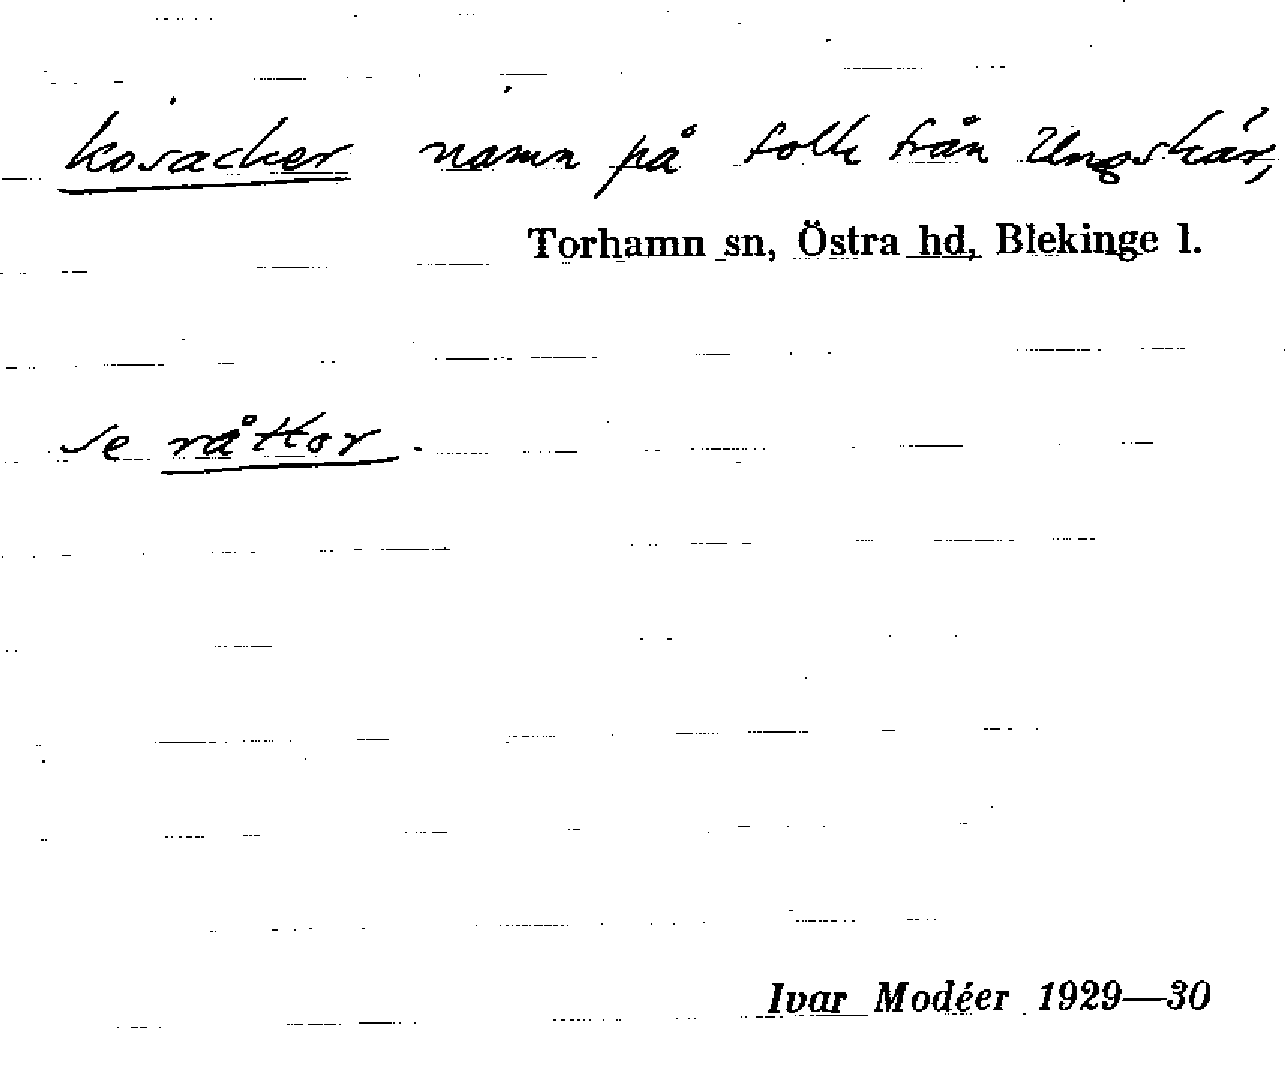 kosacker namn på folk från Ungskär,
Torhamn sn, Östra hd, Blekinge l.
se råttor.
Ivar Modéer 1929—30